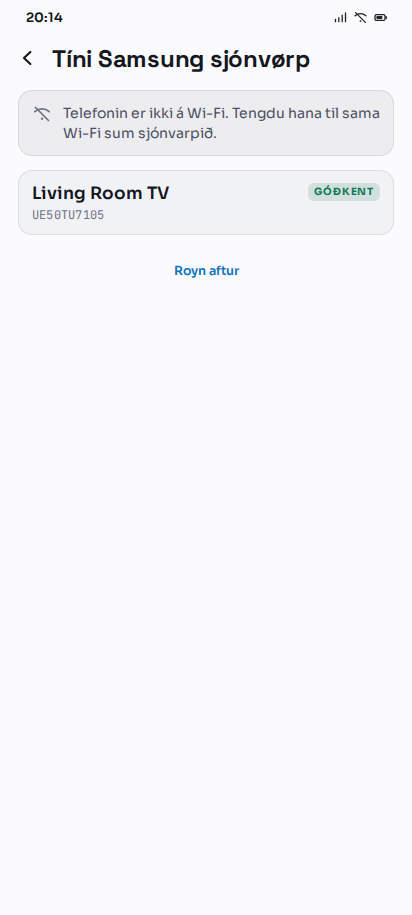 20:14
Tíni Samsung sjónvørp
Telefonin er ikki á Wi-Fi. Tengdu hana til sama
Wi-Fi sum sjónvarpið.
Living Room TV
GÓÐKENT
UE50TU7105
Royn aftur